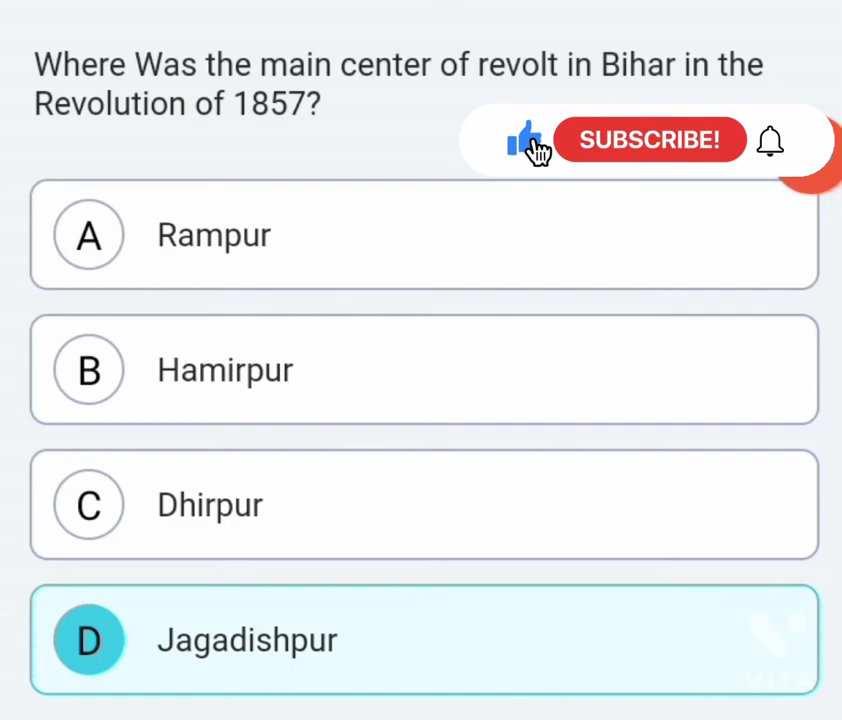 Where Was the main center of revolt in Bihar in the
Revolution of 1857?
SUBSCRIBE!
A Rampur
B Hamirpur
C Dhirpur
D Jagadishpur